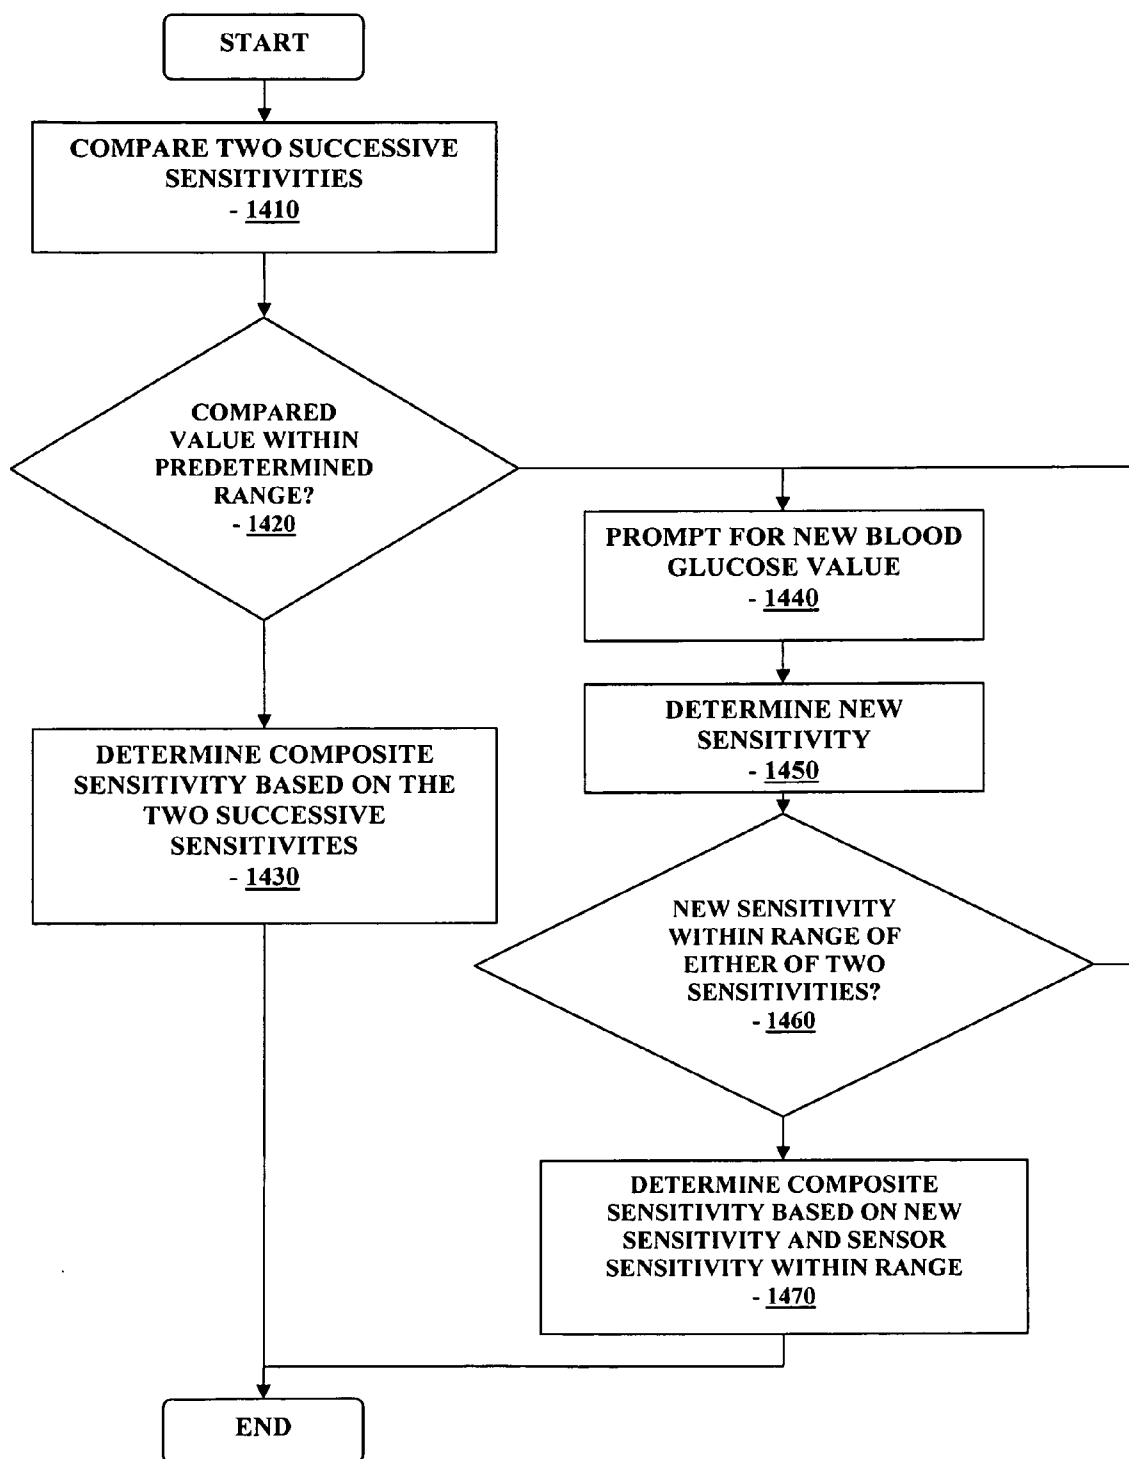 START
COMPARE TWO SUCCESSIVE
SENSITIVITIES
- 1410
COMPARED
VALUE WITHIN
PREDETERMINED
RANGE?
- 1420
PROMPT FOR NEW BLOOD
GLUCOSE VALUE
- 1440
DETERMINE NEW
SENSITIVITY
- 1450
DETERMINE COMPOSITE
SENSITIVITY BASED ON THE
TWO SUCCESSIVE
SENSITIVITES
- 1430
NEW SENSITIVITY
WITHIN RANGE OF
EITHER OF TWO
SENSITIVITIES?
- 1460
DETERMINE COMPOSITE
SENSITIVITY BASED ON NEW
SENSITIVITY AND SENSOR
SENSITIVITY WITHIN RANGE
- 1470
END